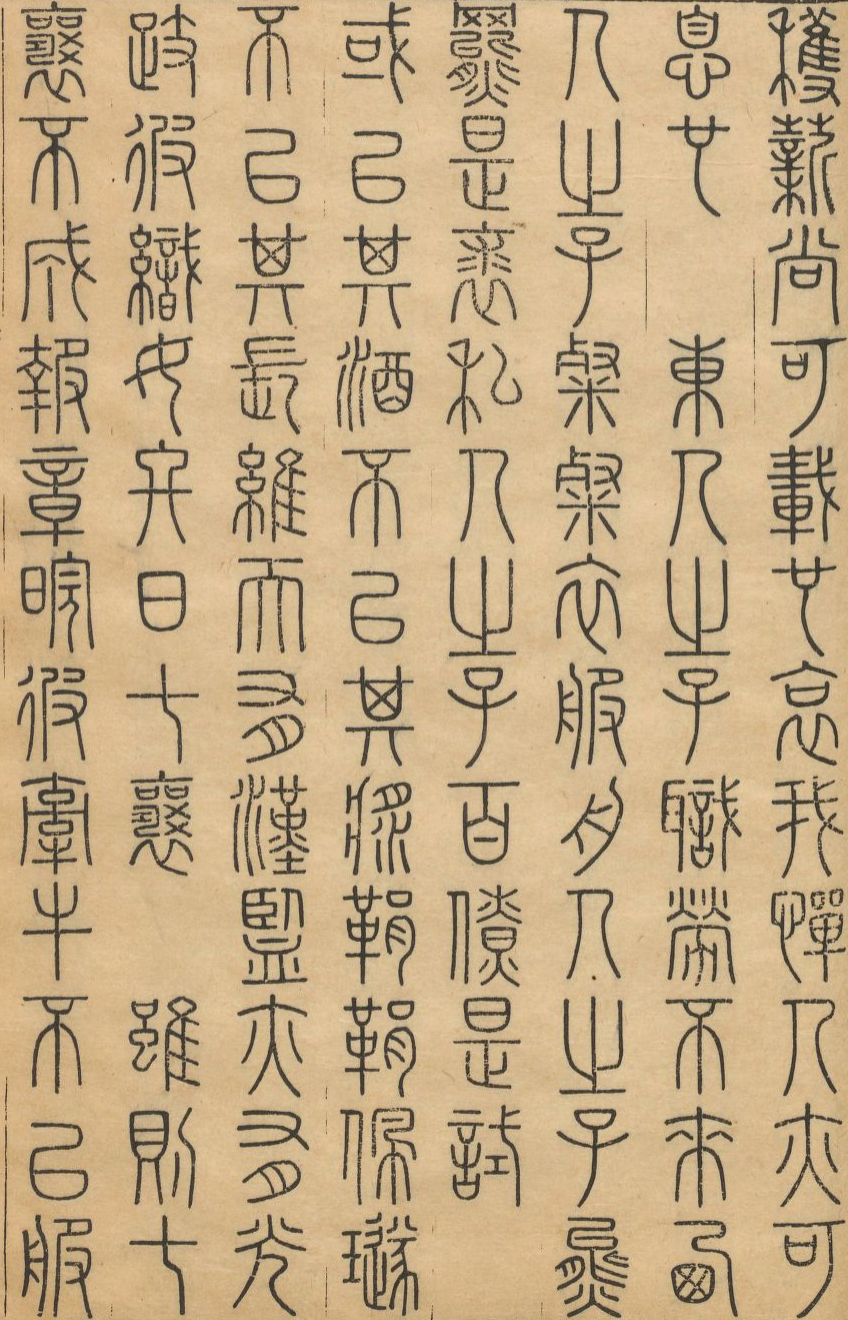 穫薪尚可載也哀我憚人亦可
息也 東人之子職勞不來西
人之子粲粲衣服舟人之子熊
羆是裘私人之子百僚是試
或以其酒不以其漿鞙鞙佩璲
不以其長維天有漢監亦有光
跂彼織女終日七襄 雖則七
襄不成報章睆彼牽牛不以服